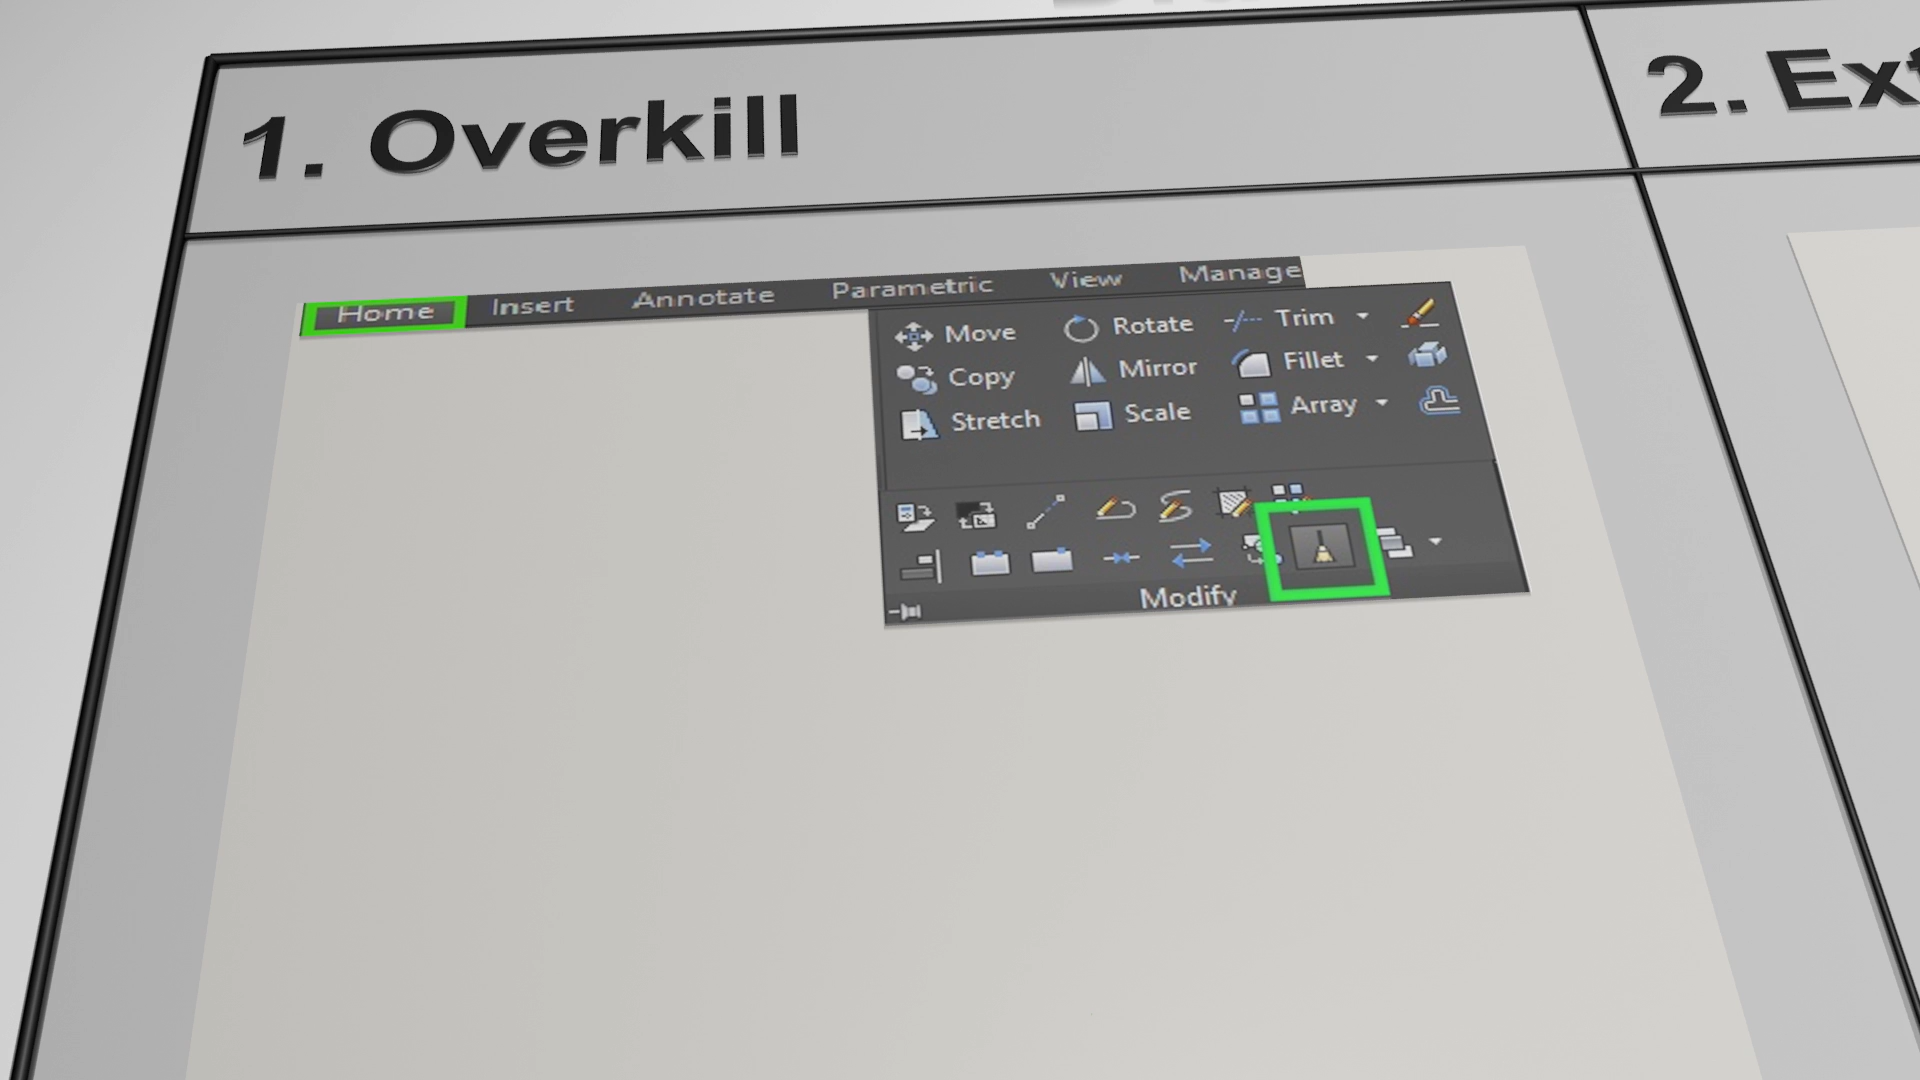 1. Overkill
2. Ex
Home Insert Annotate Parametric View Manage
Move Rotate Trim
Copy Mirror Fillet
Stretch Scale Array
Modify